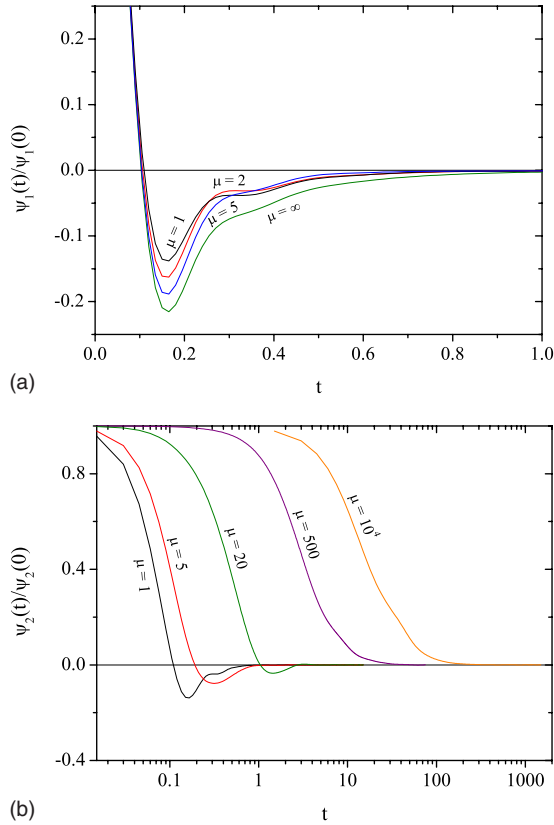 0.2
0.1
0.0
-0.1
-0.2
ψ₁(t)/ψ₁(0)
μ = 2
μ = 1
μ = 5
μ = ∞
0.0 0.2 0.4 0.6 0.8 1.0
(a)
t
0.8
0.4
0.0
-0.4
ψ₂(t)/ψ₂(0)
μ = 1
μ = 5
μ = 20
μ = 500
μ = 10⁴
0.1 1 10 100 1000
(b)
t